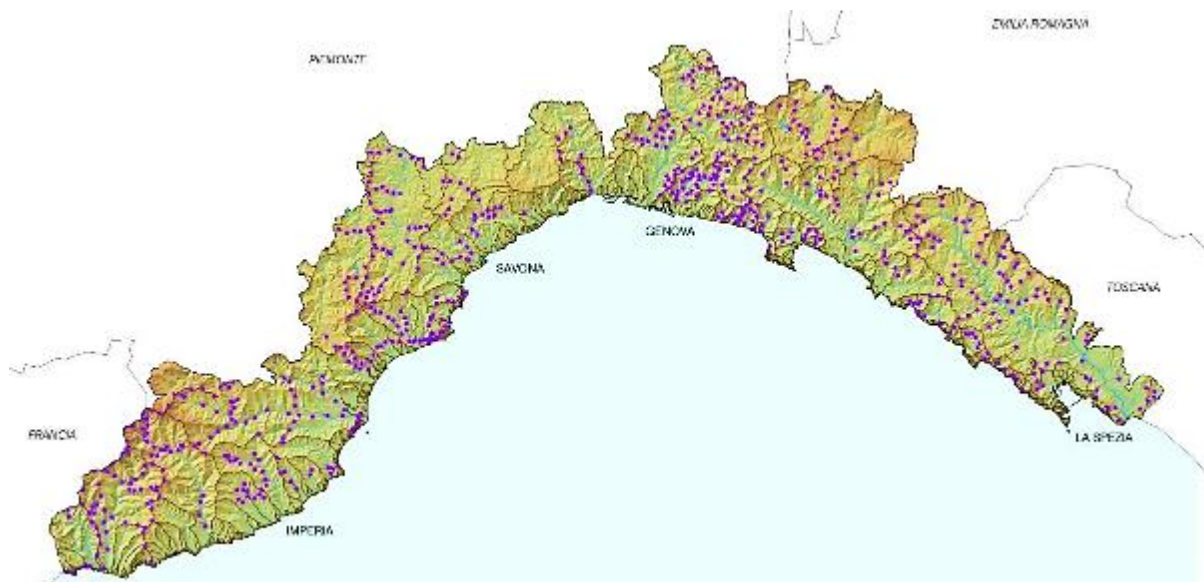 EMILIA ROMAGNA
PIEMONTE
GENOVA
SAVONA
TOSCANA
FRANCIA
LA SPEZIA
IMPERIA